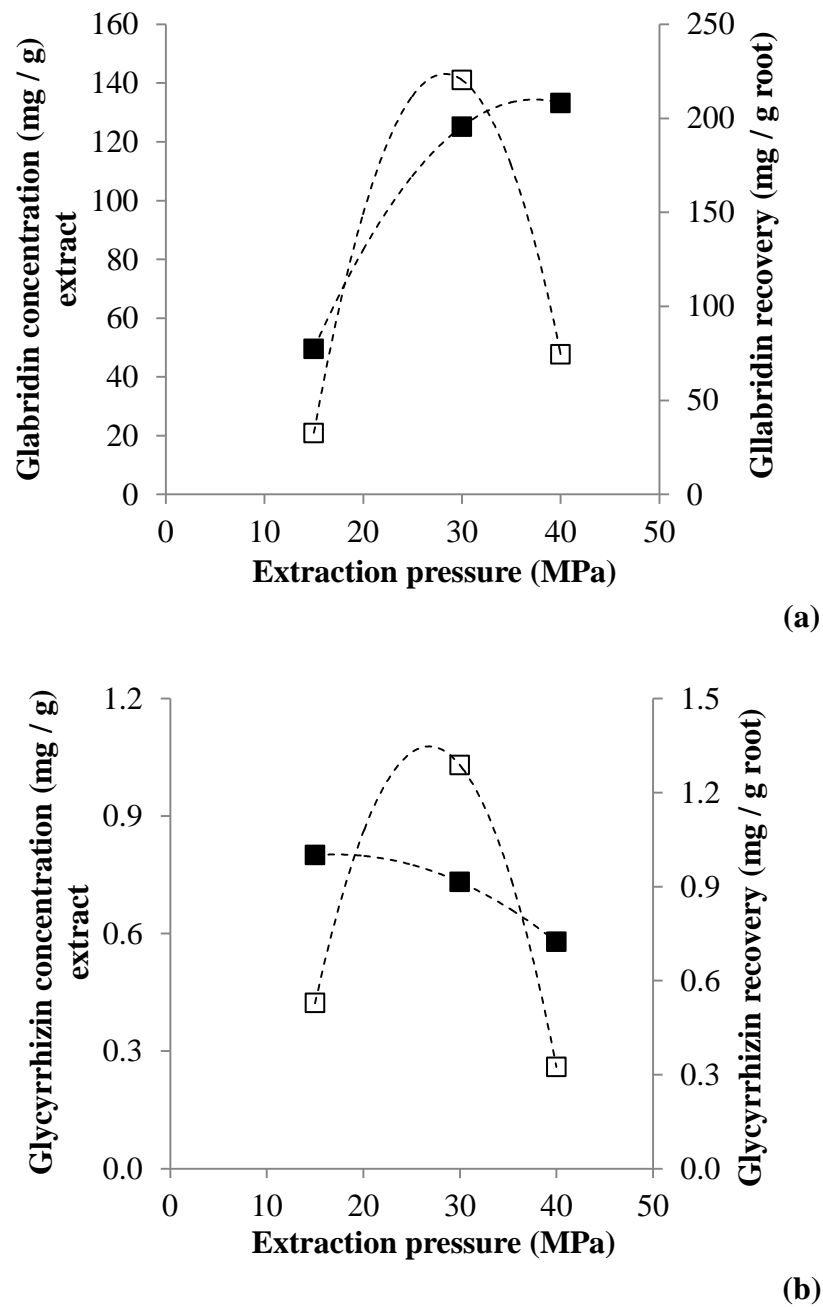 Glabridin concentration (mg / g)
extract
160
140
120
100
80
60
40
20
0
250
200
150
100
50
0
Gllabridin recovery (mg / g root)
0 10 20 30 40 50
Extraction pressure (MPa)
(a)
Glycyrrhizin concentration (mg / g)
extract
1.2
0.9
0.6
0.3
0.0
1.5
1.2
0.9
0.6
0.3
0.0
Glycyrrhizin recovery (mg / g root)
0 10 20 30 40 50
Extraction pressure (MPa)
(b)